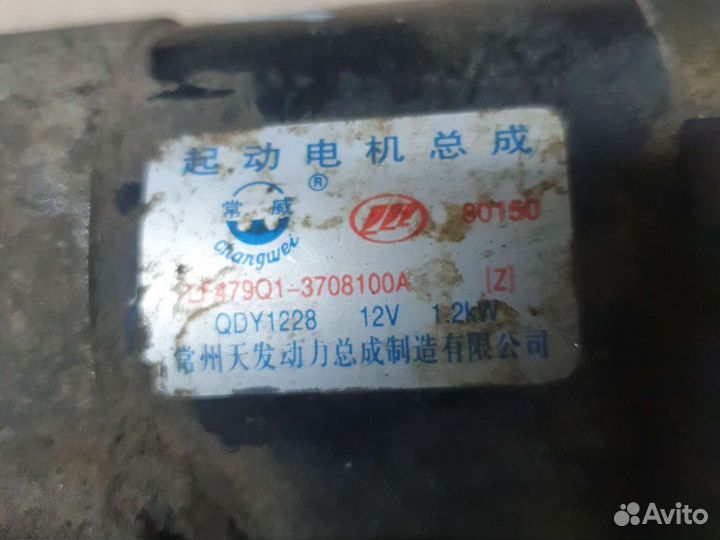 起动电机总成
常威 ® 80150
Changwei
LF479Q1-3708100A [Z]
QDY1228 12V 1.2kW
常州天发动力总成制造有限公司
Avito